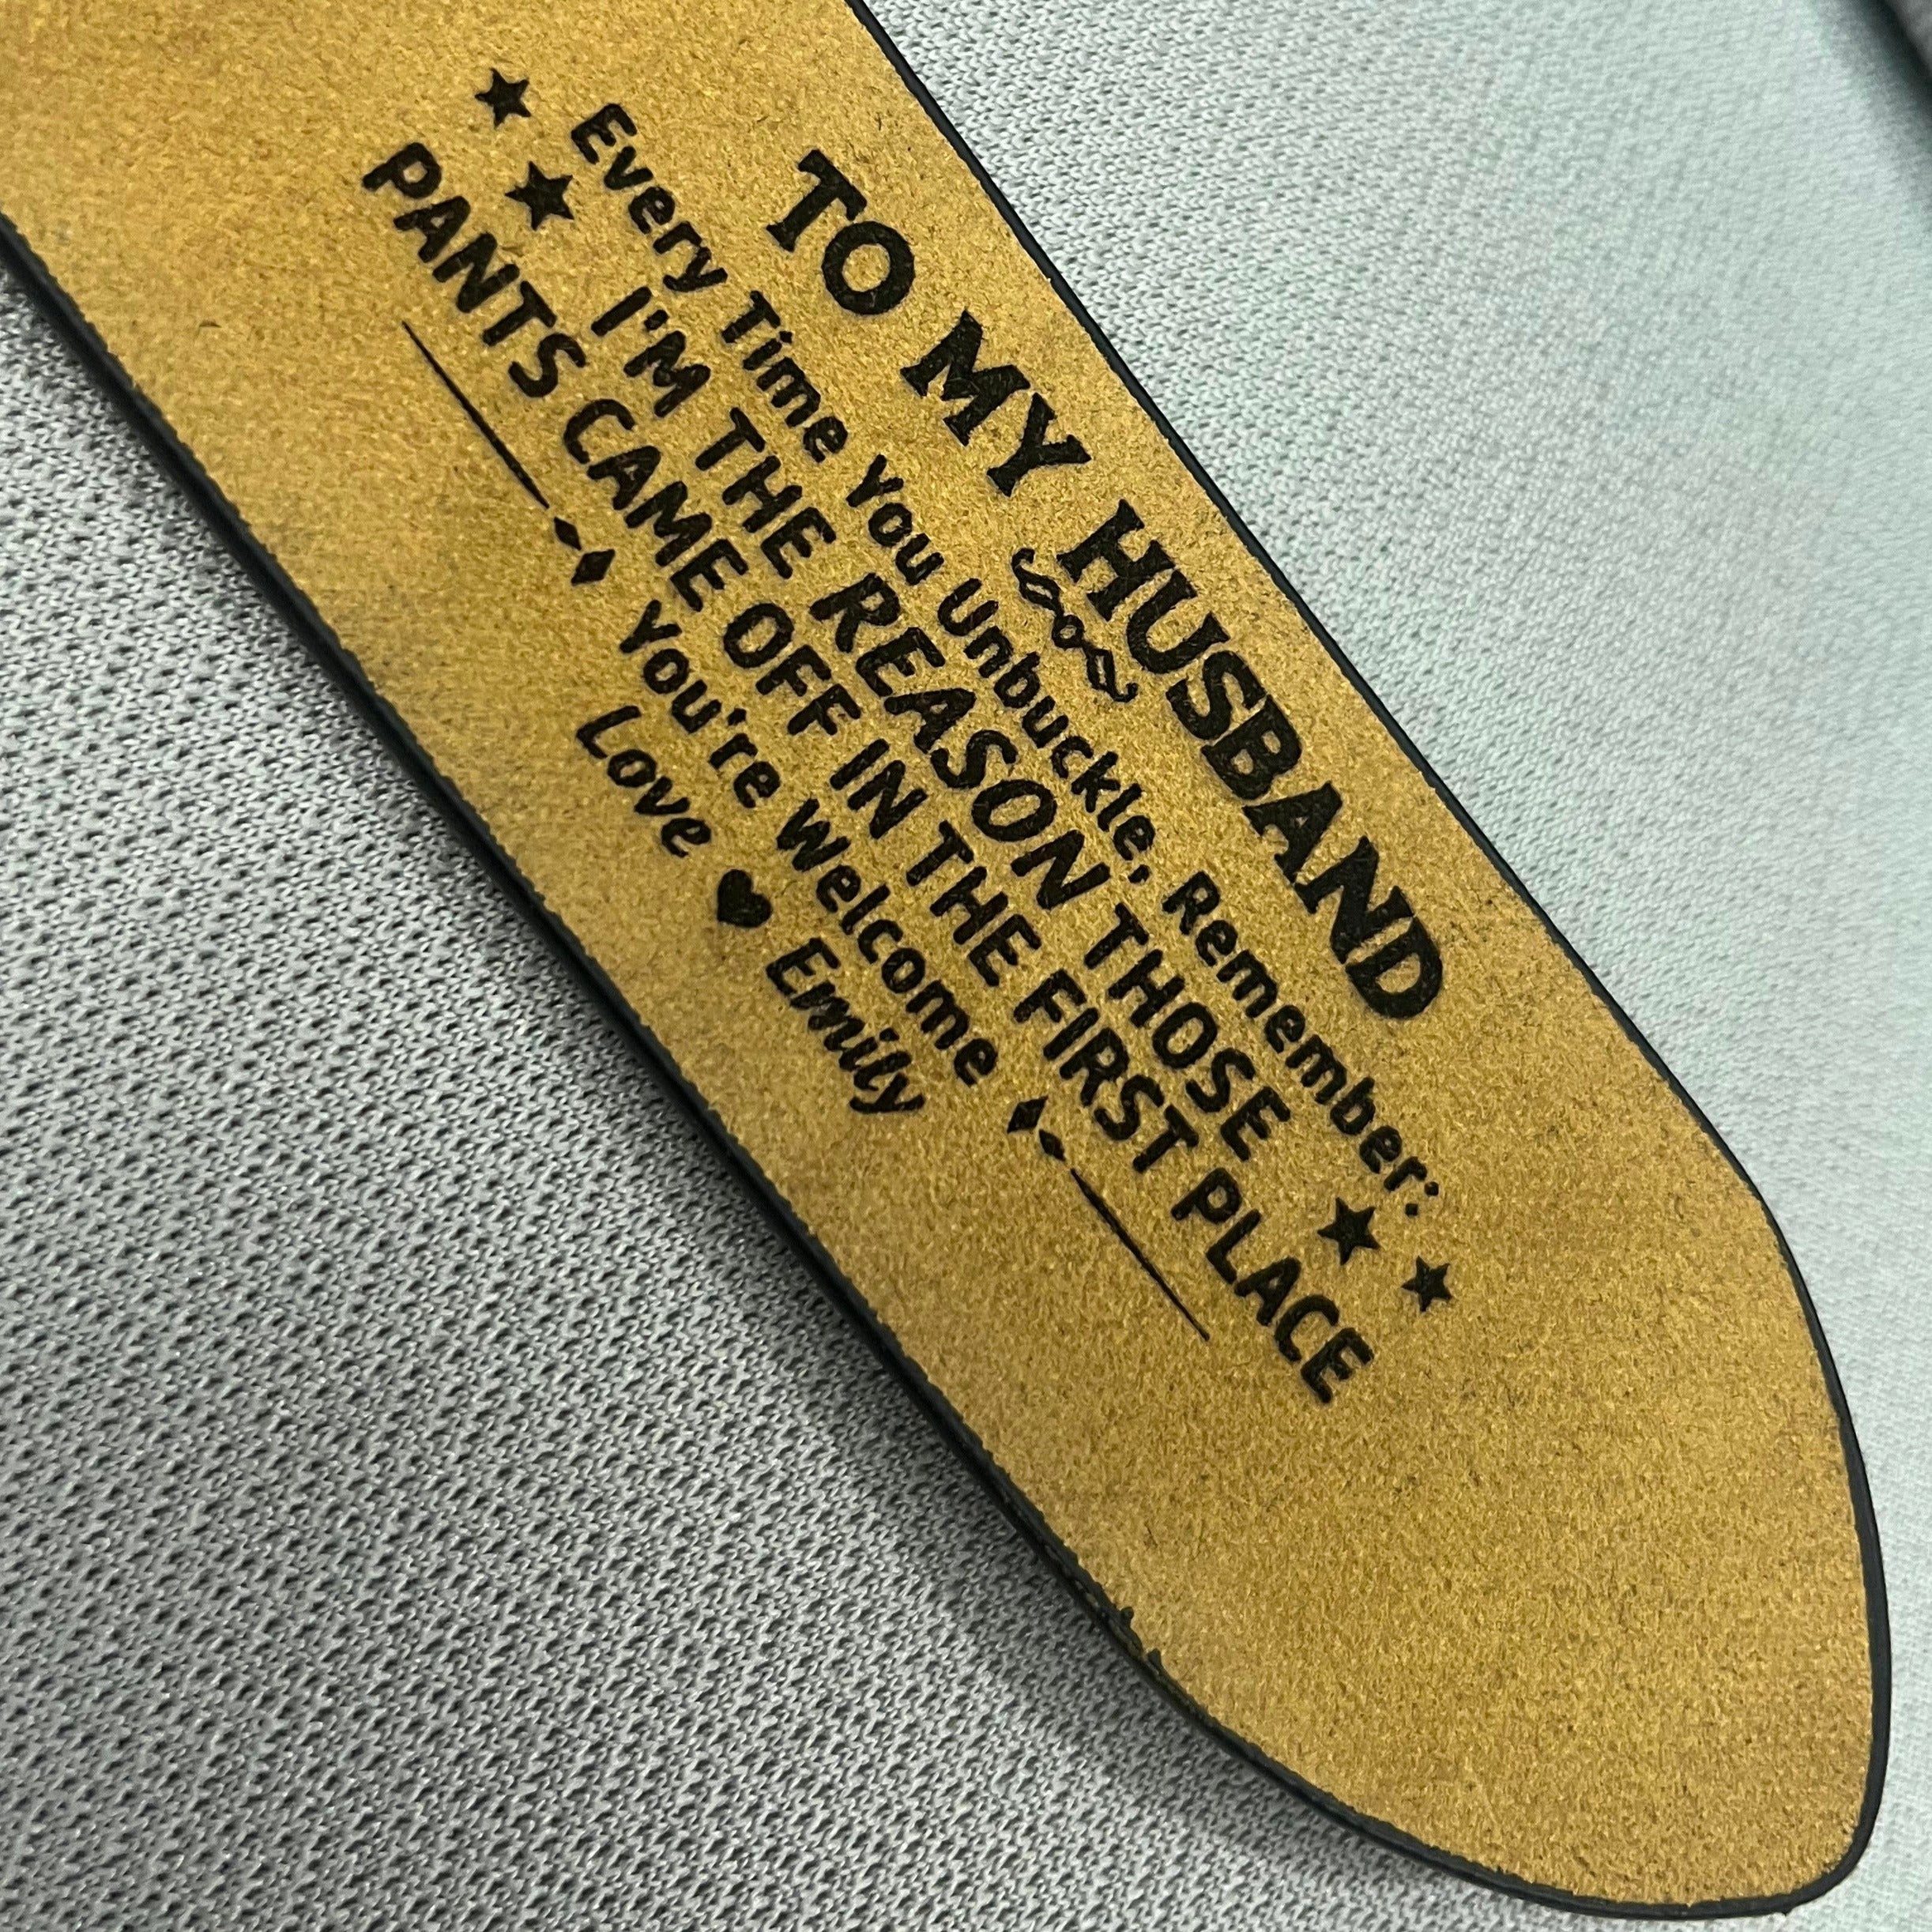 TO MY HUSBAND
Every Time You Unbuckle, Remember:
I'M THE REASON THOSE
PANTS CAME OFF IN THE FIRST PLACE
You're Welcome
Love Emily